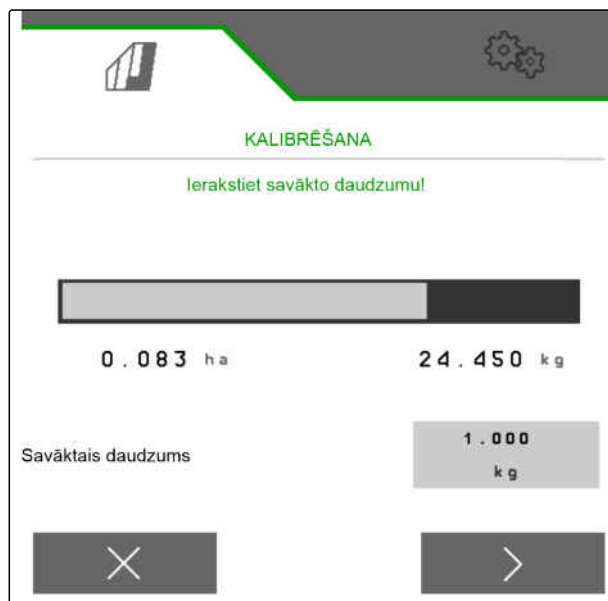 KALIBRĒŠANA
Ierakstiet savākto daudzumu!
0.083 ha 24.450 kg
Savāktais daudzums
1.000
kg